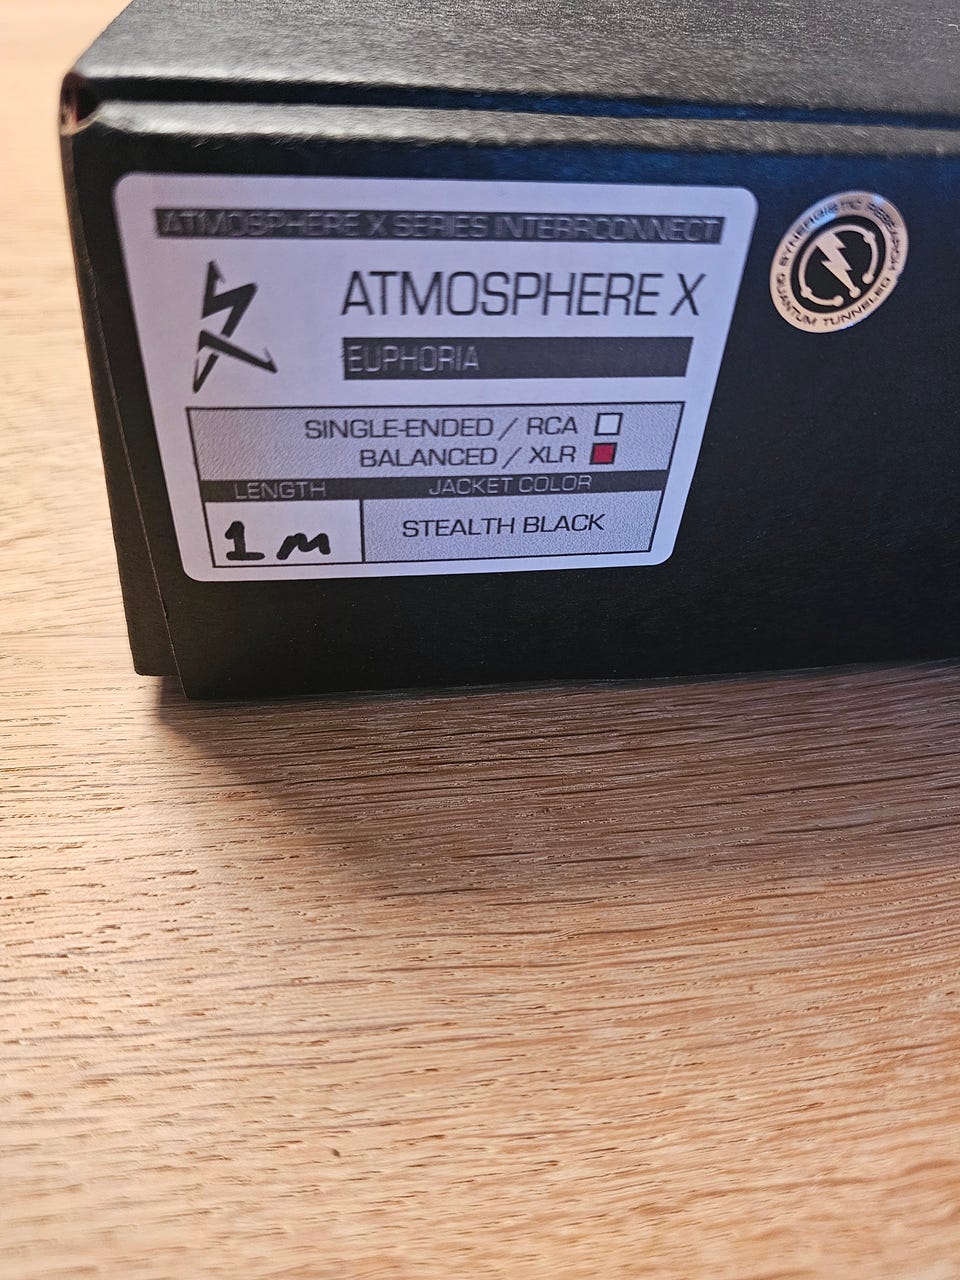 ATMOSPHERE X SERIES INTERRCONNECT
ATMOSPHERE X
EUPHORIA
SINGLE-ENDED / RCA
BALANCED / XLR
LENGTH
JACKET COLOR
1 m
STEALTH BLACK
SYNERGISTIC RESEARCH
QUANTUM TUNNELED